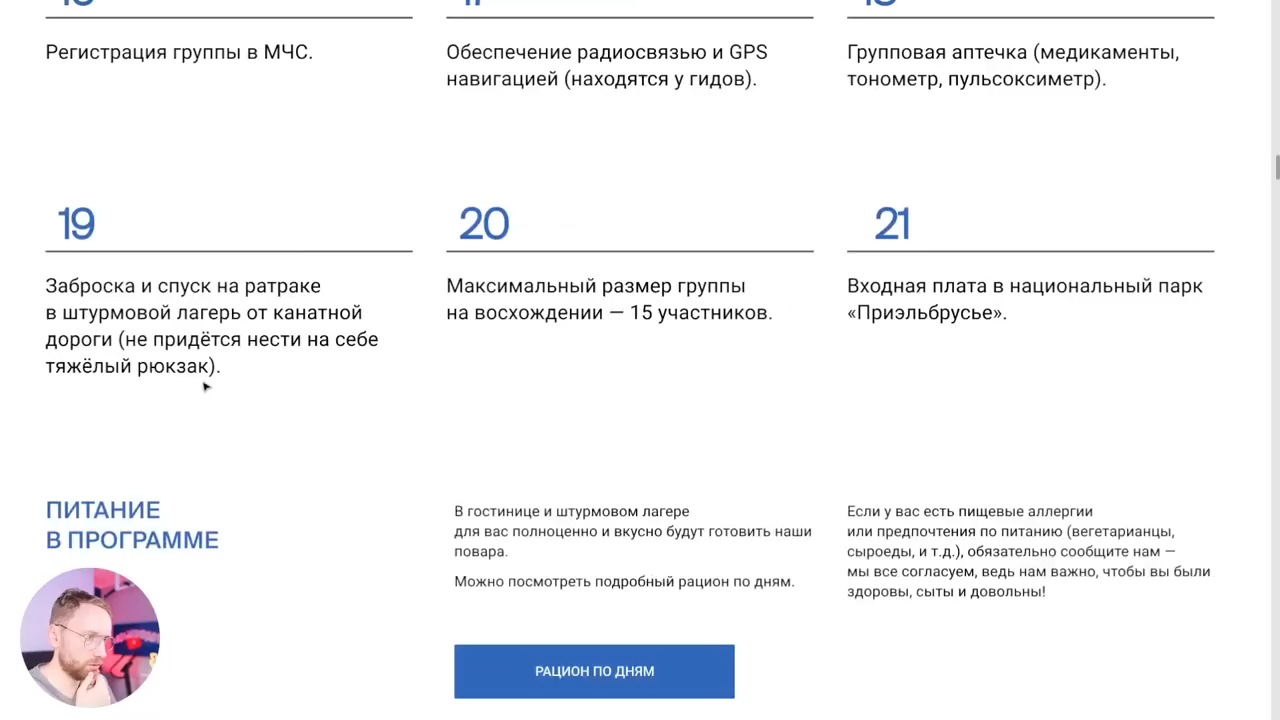 Регистрация группы в МЧС.
Обеспечение радиосвязью и GPS
навигацией (находятся у гидов).
Групповая аптечка (медикаменты,
тонометр, пульсоксиметр).
19
Заброска и спуск на ратраке
в штурмовой лагерь от канатной
дороги (не придётся нести на себе
тяжёлый рюкзак).
20
Максимальный размер группы
на восхождении — 15 участников.
21
Входная плата в национальный парк
«Приэльбрусье».
ПИТАНИЕ
В ПРОГРАММЕ
В гостинице и штурмовом лагере
для вас полноценно и вкусно будут готовить наши
повара.
Можно посмотреть подробный рацион по дням.
РАЦИОН ПО ДНЯМ
Если у вас есть пищевые аллергии
или предпочтения по питанию (вегетарианцы,
сыроеды, и т.д.), обязательно сообщите нам —
мы все согласуем, ведь нам важно, чтобы вы были
здоровы, сыты и довольны!